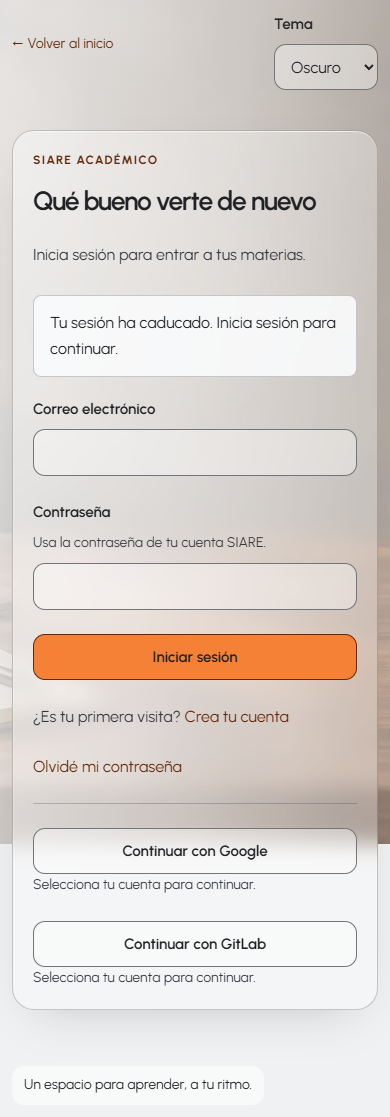 Tema
← Volver al inicio
Oscuro
SIARE ACADÉMICO
Qué bueno verte de nuevo
Inicia sesión para entrar a tus materias.
Tu sesión ha caducado. Inicia sesión para
continuar.
Correo electrónico
Contraseña
Usa la contraseña de tu cuenta SIARE.
Iniciar sesión
¿Es tu primera visita? Crea tu cuenta
Olvidé mi contraseña
Continuar con Google
Selecciona tu cuenta para continuar.
Continuar con GitLab
Selecciona tu cuenta para continuar.
Un espacio para aprender, a tu ritmo.